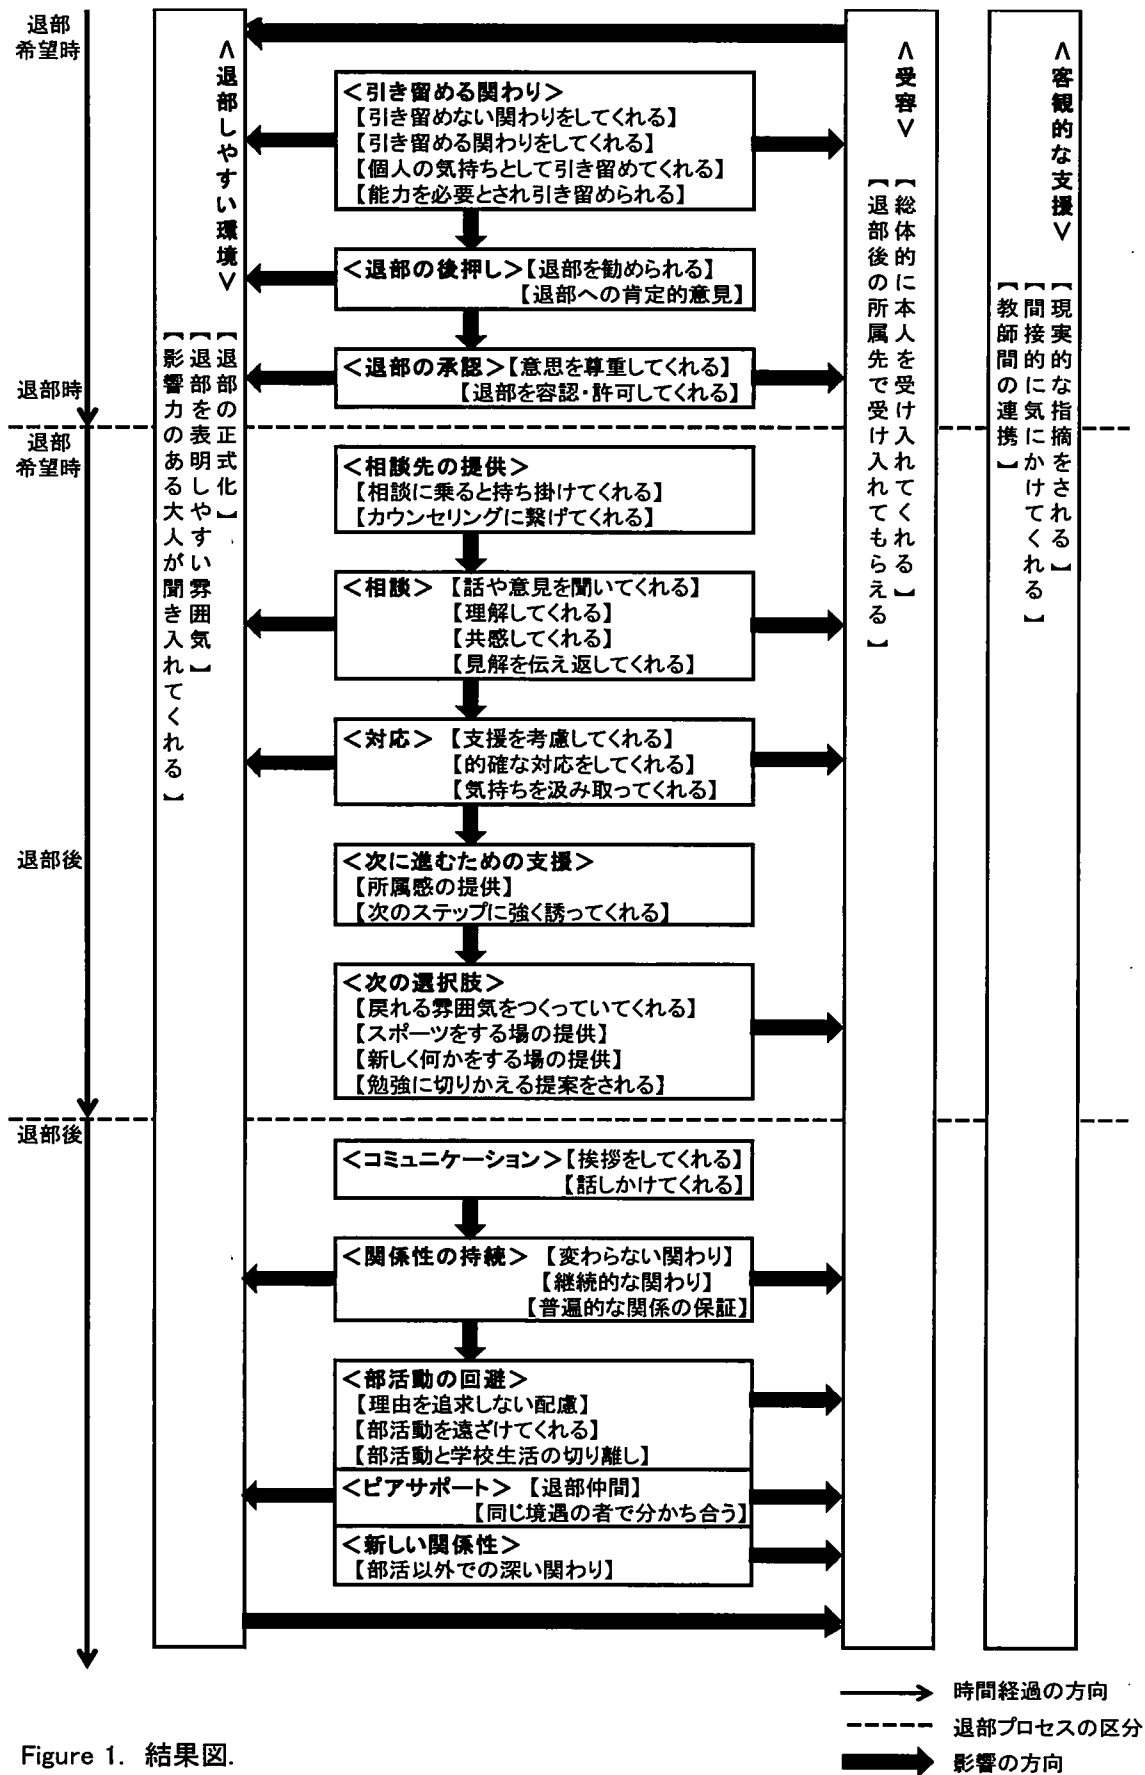 退部
希望時
退部時
退部
希望時
退部後
退部後
＜退部しやすい環境＞
【退部の正式化】
【退部を表明しやすい雰囲気】
【影響力のある大人が聞き入れてくれる】
＜引き留める関わり＞
【引き留めない関わりをしてくれる】
【引き留める関わりをしてくれる】
【個人の気持ちとして引き留めてくれる】
【能力を必要とされ引き留められる】
＜退部の後押し＞【退部を勧められる】
【退部への肯定的意見】
＜退部の承認＞【意思を尊重してくれる】
【退部を容認・許可してくれる】
＜相談先の提供＞
【相談に乗ると持ち掛けてくれる】
【カウンセリングに繋げてくれる】
＜相談＞【話や意見を聞いてくれる】
【理解してくれる】
【共感してくれる】
【見解を伝え返してくれる】
＜対応＞【支援を考慮してくれる】
【的確な対応をしてくれる】
【気持ちを汲み取ってくれる】
＜次に進むための支援＞
【所属感の提供】
【次のステップに強く誘ってくれる】
＜次の選択肢＞
【戻れる雰囲気をつくっていてくれる】
【スポーツをする場の提供】
【新しく何かをする場の提供】
【勉強に切りかえる提案をされる】
＜コミュニケーション＞【挨拶をしてくれる】
【話しかけてくれる】
＜関係性の持続＞【変わらない関わり】
【継続的な関わり】
【普遍的な関係の保証】
＜部活動の回避＞
【理由を追求しない配慮】
【部活動を遠ざけてくれる】
【部活動と学校生活の切り離し】
＜ピアサポート＞【退部仲間】
【同じ境遇の者で分かち合う】
＜新しい関係性＞
【部活以外での深い関わり】
＜受容＞
【総体的に本人を受け入れてくれる】
【退部後の所属先で受け入れてもらえる】
＜客観的な支援＞
【現実的な指摘をされる】
【間接的に気にかけてくれる】
【教師間の連携】
時間経過の方向
退部プロセスの区分
影響の方向
Figure 1. 結果図.